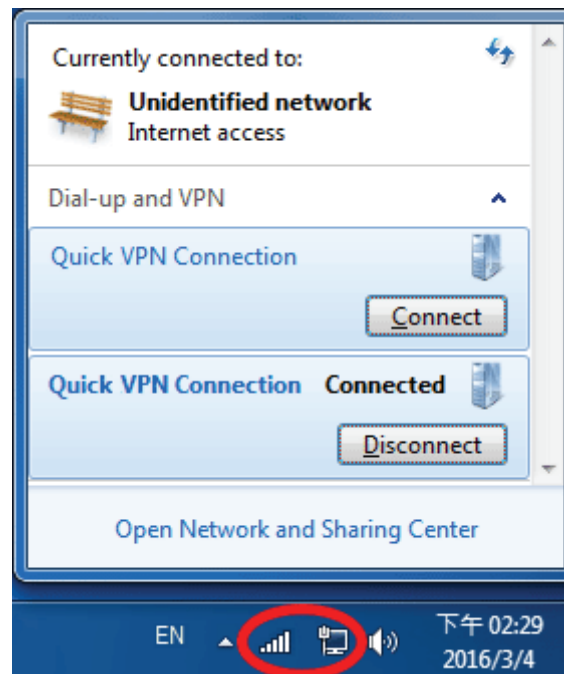 Currently connected to:
Unidentified network
Internet access
Dial-up and VPN
Quick VPN Connection
Connect
Quick VPN Connection Connected
Disconnect
Open Network and Sharing Center
EN
下午 02:29
2016/3/4